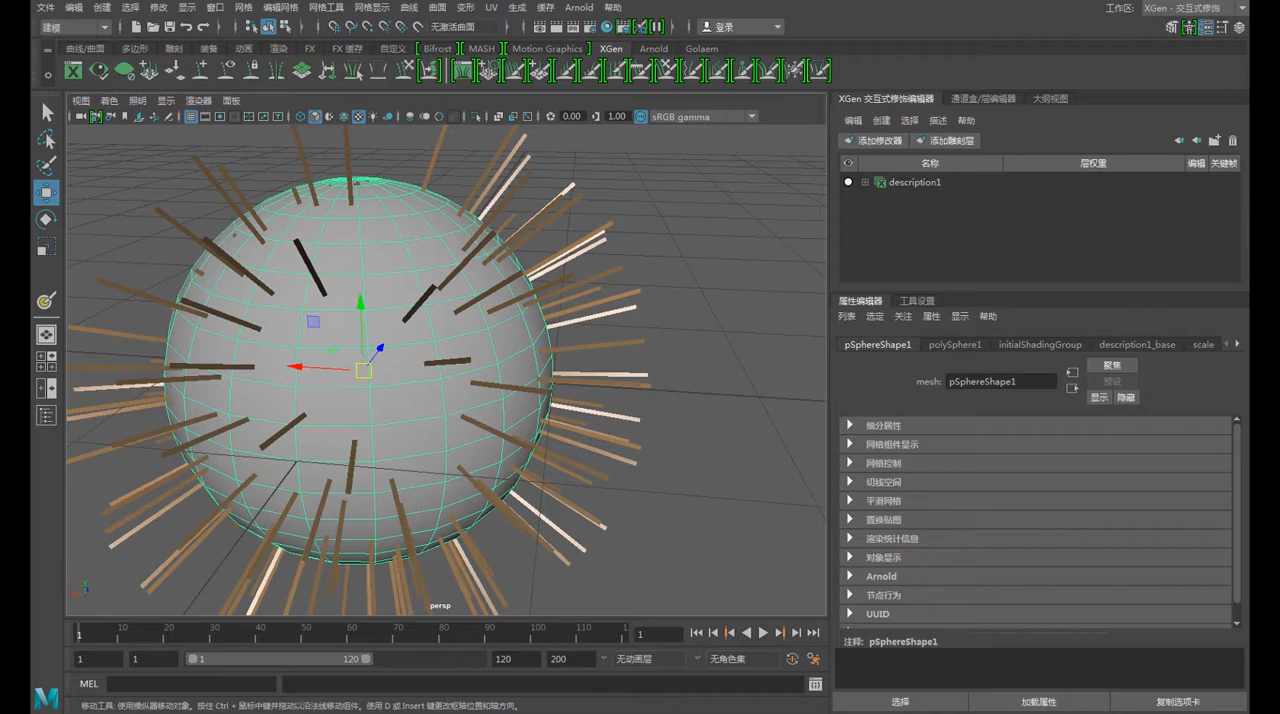 文件 编辑 创建 选择 修改 显示 窗口 网格 编辑网格 网格工具 网格显示 曲线 曲面 变形 UV 生成 缓存 Arnold 帮助
工作区: XGen - 交互式修饰
建模 无激活曲面 登录
曲线/曲面 多边形 雕刻 装备 动画 渲染 FX FX 缓存 自定义 Bifrost MASH Motion Graphics XGen Arnold Golaem
视图 着色 照明 显示 渲染器 面板
0.00 1.00 sRGB gamma
persp
XGen 交互式修饰编辑器 通道盒/层编辑器 大纲视图
编辑 创建 选择 描述 帮助
添加修改器 添加雕刻层
名称 层权重 编辑 关键帧
description1
属性编辑器 工具设置
列表 选定 关注 属性 显示 帮助
pSphereShape1 polySphere1 initialShadingGroup description1_base scale
聚焦
mesh: pSphereShape1
预设
显示 隐藏
细分属性
网格组件显示
网格控制
切线空间
平滑网格
置换贴图
渲染统计信息
对象显示
Arnold
节点行为
UUID
注释: pSphereShape1
选择 加载属性 复制选项卡
1 10 20 30 40 50 60 70 80 90 100 110 1
1 1 1 120 120 200 无动画层 无角色集
MEL
移动工具: 使用操纵器移动对象。按住 Ctrl + 鼠标中键并拖动以沿法线移动组件。使用 D 或 Insert 键更改枢轴位置和轴方向。